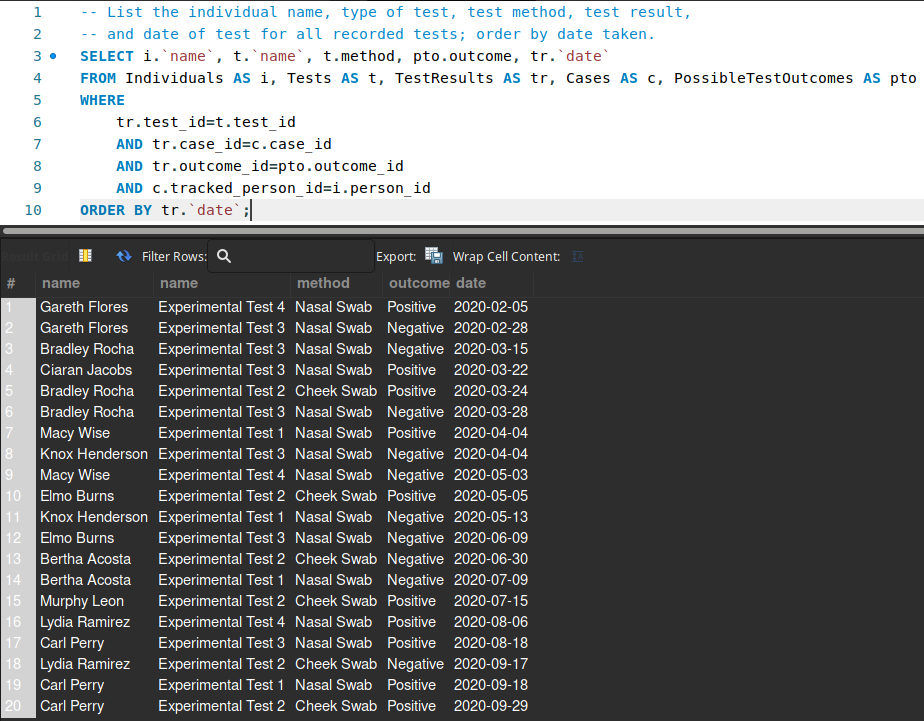 1 -- List the individual name, type of test, test method, test result,
2 -- and date of test for all recorded tests; order by date taken.
3 SELECT i.`name`, t.`name`, t.method, pto.outcome, tr.`date`
4 FROM Individuals AS i, Tests AS t, TestResults AS tr, Cases AS c, PossibleTestOutcomes AS pto
5 WHERE
6 tr.test_id=t.test_id
7 AND tr.case_id=c.case_id
8 AND tr.outcome_id=pto.outcome_id
9 AND c.tracked_person_id=i.person_id
10 ORDER BY tr.`date`;
Result Grid Filter Rows: Export: Wrap Cell Content: IA
# name name method outcome date
1 Gareth Flores Experimental Test 4 Nasal Swab Positive 2020-02-05
2 Gareth Flores Experimental Test 3 Nasal Swab Negative 2020-02-28
3 Bradley Rocha Experimental Test 3 Nasal Swab Negative 2020-03-15
4 Ciaran Jacobs Experimental Test 3 Nasal Swab Positive 2020-03-22
5 Bradley Rocha Experimental Test 2 Cheek Swab Positive 2020-03-24
6 Bradley Rocha Experimental Test 3 Nasal Swab Negative 2020-03-28
7 Macy Wise Experimental Test 1 Nasal Swab Positive 2020-04-04
8 Knox Henderson Experimental Test 3 Nasal Swab Negative 2020-04-04
9 Macy Wise Experimental Test 4 Nasal Swab Negative 2020-05-03
10 Elmo Burns Experimental Test 2 Cheek Swab Positive 2020-05-05
11 Knox Henderson Experimental Test 1 Nasal Swab Negative 2020-05-13
12 Elmo Burns Experimental Test 3 Nasal Swab Negative 2020-06-09
13 Bertha Acosta Experimental Test 2 Cheek Swab Negative 2020-06-30
14 Bertha Acosta Experimental Test 1 Nasal Swab Negative 2020-07-09
15 Murphy Leon Experimental Test 2 Cheek Swab Positive 2020-07-15
16 Lydia Ramirez Experimental Test 4 Nasal Swab Positive 2020-08-06
17 Carl Perry Experimental Test 3 Nasal Swab Positive 2020-08-18
18 Lydia Ramirez Experimental Test 2 Cheek Swab Negative 2020-09-17
19 Carl Perry Experimental Test 1 Nasal Swab Positive 2020-09-18
20 Carl Perry Experimental Test 2 Cheek Swab Positive 2020-09-29